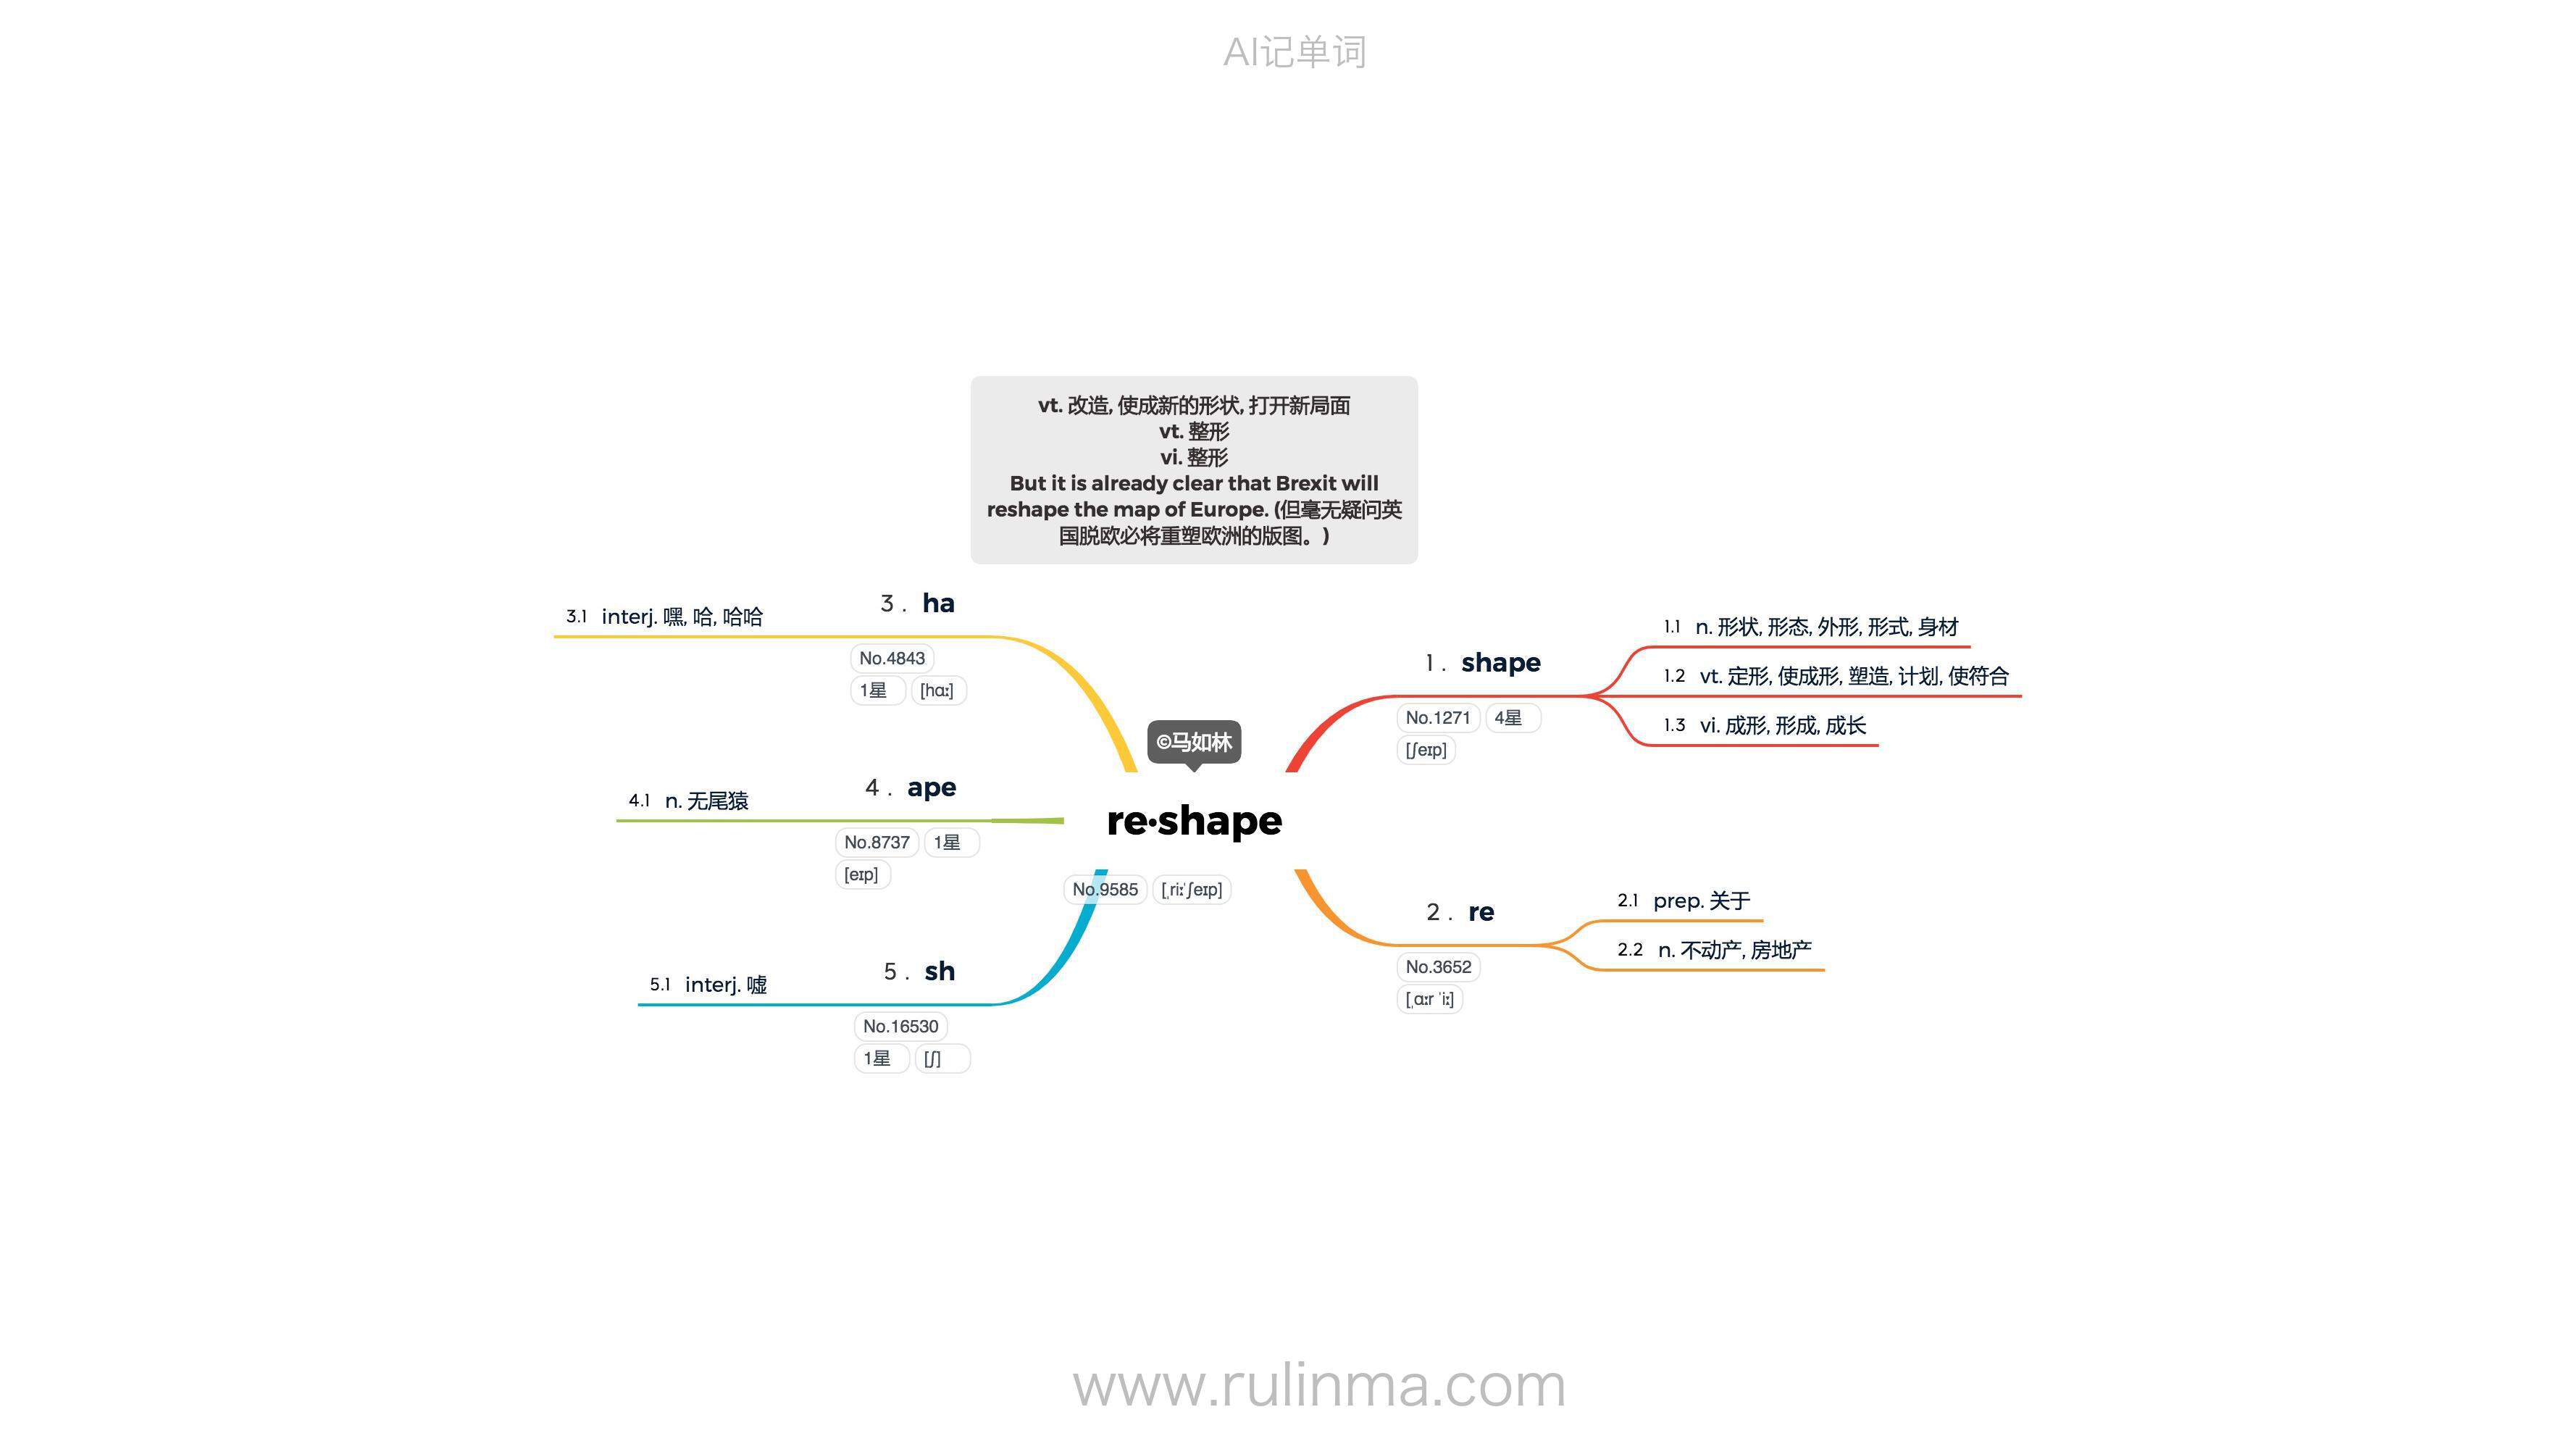 AI记单词
vt. 改造, 使成新的形状, 打开新局面
vt. 整形
vi. 整形
But it is already clear that Brexit will
reshape the map of Europe. (但毫无疑问英
国脱欧必将重塑欧洲的版图。)
©马如林
re·shape
No.9585 [ˌriːˈʃeɪp]
1. shape
No.1271 4星
[ʃeɪp]
1.1 n. 形状, 形态, 外形, 形式, 身材
1.2 vt. 定形, 使成形, 塑造, 计划, 使符合
1.3 vi. 成形, 形成, 成长
2. re
No.3652
[ˌɑːr ˈiː]
2.1 prep. 关于
2.2 n. 不动产, 房地产
3. ha
No.4843
1星 [hɑː]
3.1 interj. 嘿, 哈, 哈哈
4. ape
No.8737 1星
[eɪp]
4.1 n. 无尾猿
5. sh
No.16530
1星 [ʃ]
5.1 interj. 嘘
www.rulinma.com